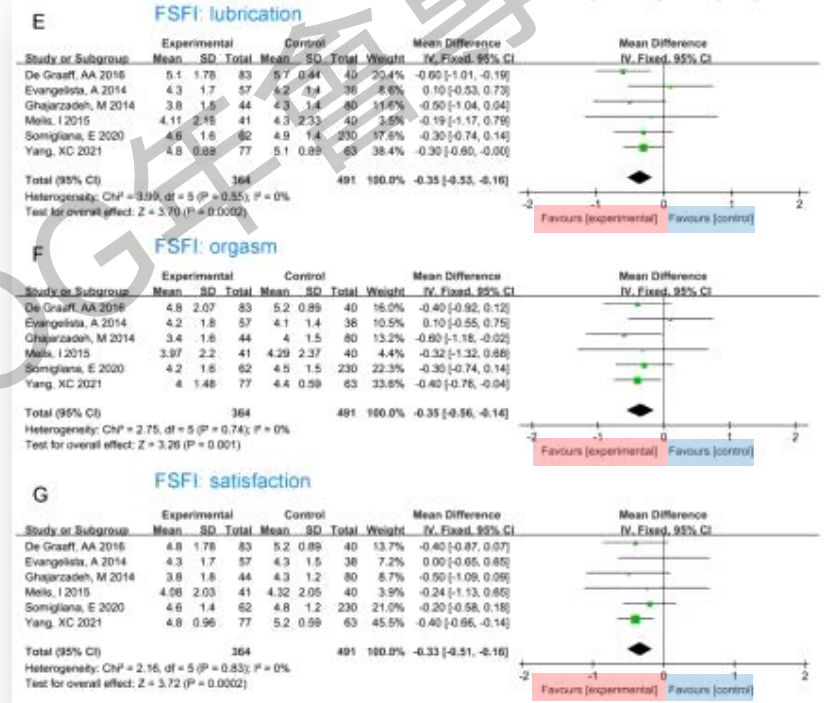 E
FSFI: lubrication
Experimental Control Mean Difference Mean Difference
Study or Subgroup Mean SD Total Mean SD Total Weight IV, Fixed, 95% CI IV, Fixed, 95% CI
De Graaff, AA 2016 5.1 1.78 83 5.7 0.44 40 20.4% -0.60 [-1.01, -0.19]
Evangelista, A 2014 4.3 1.7 57 4.2 1.4 38 8.6% 0.10 [-0.53, 0.73]
Ghajarzadeh, M 2014 3.8 1.5 44 4.3 1.4 80 11.6% -0.50 [-1.04, 0.04]
Melis, I 2015 4.11 2.16 41 4.3 2.33 40 3.5% -0.19 [-1.17, 0.79]
Somigliana, E 2020 4.6 1.6 62 4.9 1.4 230 17.6% -0.30 [-0.74, 0.14]
Yang, XC 2021 4.8 0.89 77 5.1 0.89 63 38.4% -0.30 [-0.60, -0.00]
Total (95% CI) 364 491 100.0% -0.35 [-0.53, -0.16]
Heterogeneity: Chi² = 3.99, df = 5 (P = 0.55); I² = 0%
Test for overall effect: Z = 3.70 (P = 0.0002)
-2 -1 0 1 2
Favours [experimental] Favours [control]
F
FSFI: orgasm
Experimental Control Mean Difference Mean Difference
Study or Subgroup Mean SD Total Mean SD Total Weight IV, Fixed, 95% CI IV, Fixed, 95% CI
De Graaff, AA 2016 4.8 2.07 83 5.2 0.89 40 16.0% -0.40 [-0.92, 0.12]
Evangelista, A 2014 4.2 1.8 57 4.1 1.4 38 10.5% 0.10 [-0.55, 0.75]
Ghajarzadeh, M 2014 3.4 1.6 44 4 1.5 80 13.2% -0.60 [-1.18, -0.02]
Melis, I 2015 3.97 2.2 41 4.29 2.37 40 4.4% -0.32 [-1.32, 0.68]
Somigliana, E 2020 4.2 1.6 62 4.5 1.5 230 22.3% -0.30 [-0.74, 0.14]
Yang, XC 2021 4 1.48 77 4.4 0.59 63 33.6% -0.40 [-0.76, -0.04]
Total (95% CI) 364 491 100.0% -0.35 [-0.56, -0.14]
Heterogeneity: Chi² = 2.75, df = 5 (P = 0.74); I² = 0%
Test for overall effect: Z = 3.26 (P = 0.001)
-2 -1 0 1 2
Favours [experimental] Favours [control]
G
FSFI: satisfaction
Experimental Control Mean Difference Mean Difference
Study or Subgroup Mean SD Total Mean SD Total Weight IV, Fixed, 95% CI IV, Fixed, 95% CI
De Graaff, AA 2016 4.8 1.78 83 5.2 0.89 40 13.7% -0.40 [-0.87, 0.07]
Evangelista, A 2014 4.3 1.7 57 4.3 1.5 38 7.2% 0.00 [-0.65, 0.65]
Ghajarzadeh, M 2014 3.8 1.8 44 4.3 1.2 80 8.7% -0.50 [-1.09, 0.09]
Melis, I 2015 4.08 2.03 41 4.32 2.05 40 3.9% -0.24 [-1.13, 0.65]
Somigliana, E 2020 4.6 1.4 62 4.8 1.2 230 21.0% -0.20 [-0.58, 0.18]
Yang, XC 2021 4.8 0.96 77 5.2 0.59 63 45.5% -0.40 [-0.66, -0.14]
Total (95% CI) 364 491 100.0% -0.33 [-0.51, -0.16]
Heterogeneity: Chi² = 2.16, df = 5 (P = 0.83); I² = 0%
Test for overall effect: Z = 3.72 (P = 0.0002)
-2 -1 0 1 2
Favours [experimental] Favours [control]
OG年會